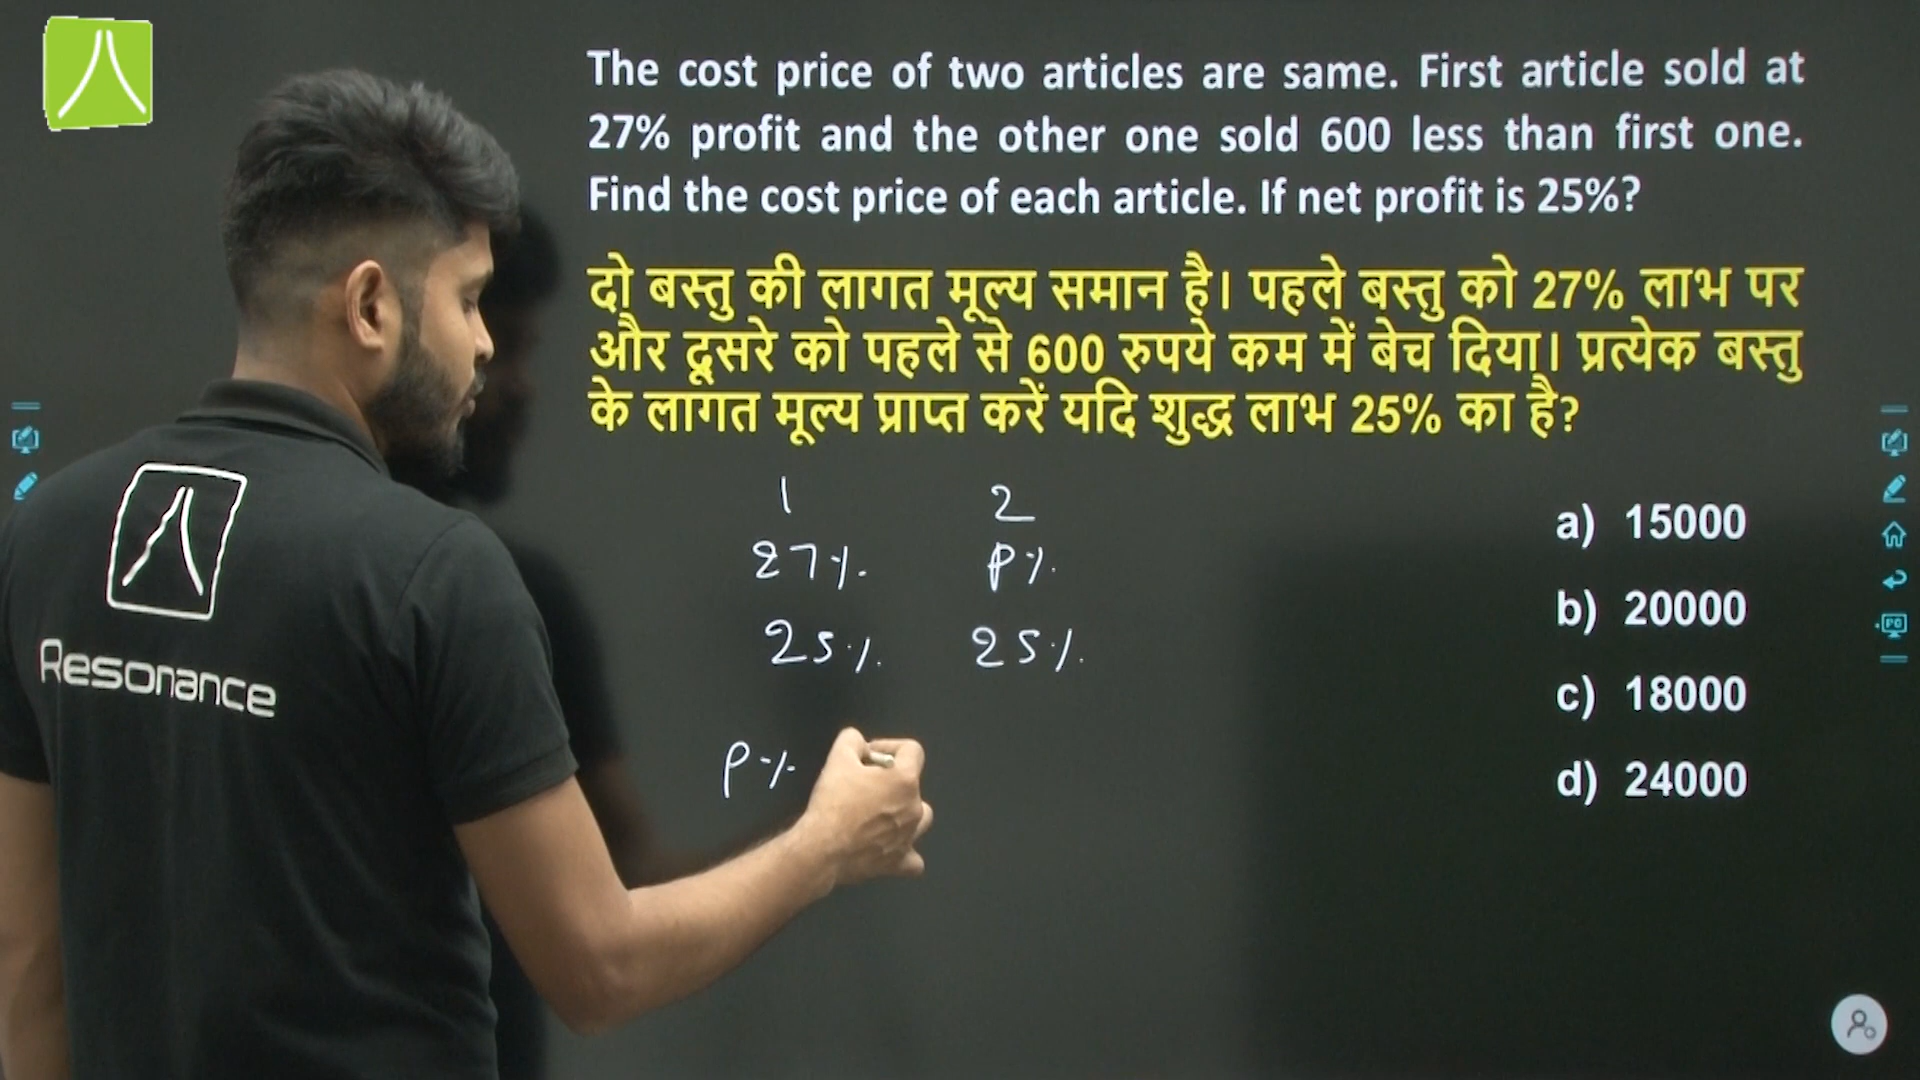 The cost price of two articles are same. First article sold at
27% profit and the other one sold 600 less than first one.
Find the cost price of each article. If net profit is 25%?
दो बस्तु की लागत मूल्य समान है। पहले बस्तु को 27% लाभ पर
और दूसरे को पहले से 600 रुपये कम में बेच दिया। प्रत्येक बस्तु
के लागत मूल्य प्राप्त करें यदि शुद्ध लाभ 25% का है?
1 2
27% P%
25% 25%
P%
a) 15000
b) 20000
c) 18000
d) 24000
Resonance
PC